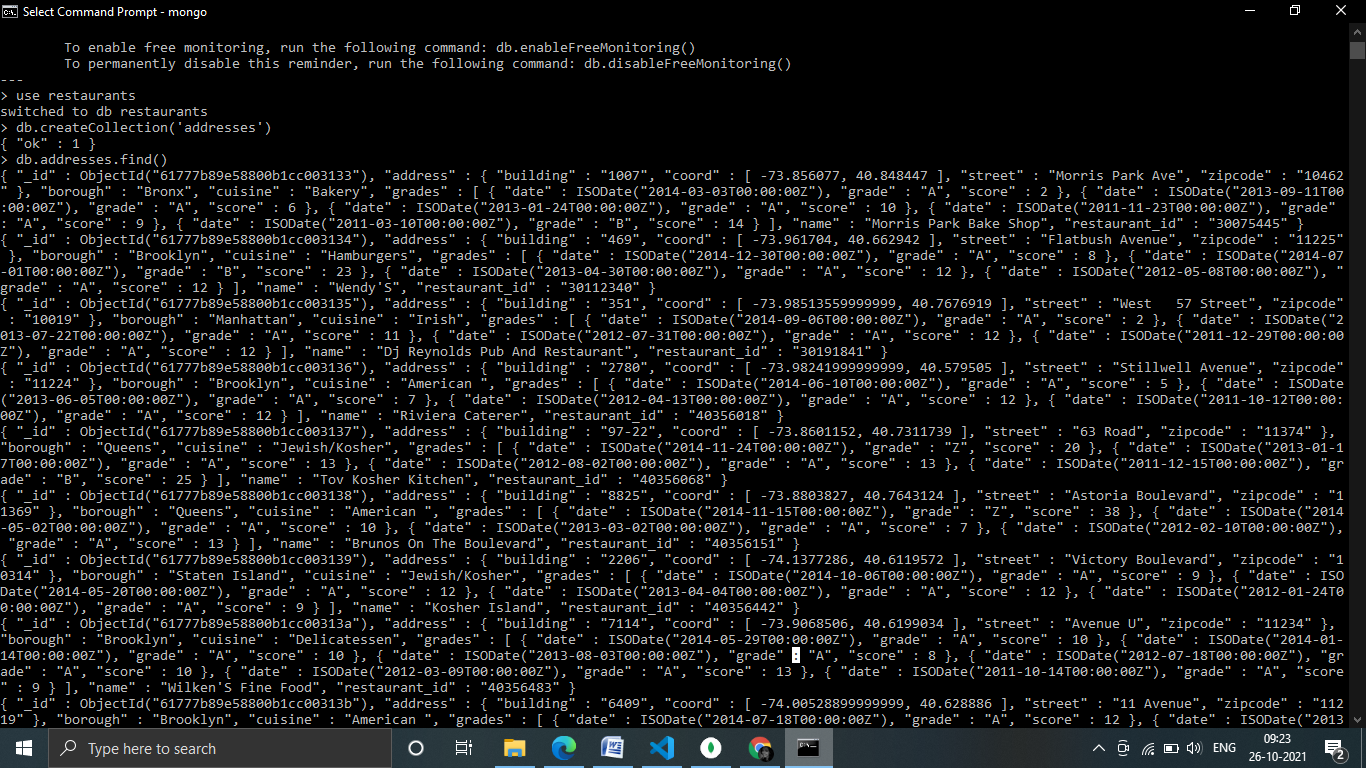 Select Command Prompt - mongo
To enable free monitoring, run the following command: db.enableFreeMonitoring()
To permanently disable this reminder, run the following command: db.disableFreeMonitoring()
---
> use restaurants
switched to db restaurants
> db.createCollection('addresses')
{ "ok" : 1 }
> db.addresses.find()
{ "_id" : ObjectId("61777b89e58800b1cc003133"), "address" : { "building" : "1007", "coord" : [ -73.856077, 40.848447 ], "street" : "Morris Park Ave", "zipcode" : "10462
" }, "borough" : "Bronx", "cuisine" : "Bakery", "grades" : [ { "date" : ISODate("2014-03-03T00:00:00Z"), "grade" : "A", "score" : 2 }, { "date" : ISODate("2013-09-11T00
:00:00Z"), "grade" : "A", "score" : 6 }, { "date" : ISODate("2013-01-24T00:00:00Z"), "grade" : "A", "score" : 10 }, { "date" : ISODate("2011-11-23T00:00:00Z"), "grade"
: "A", "score" : 9 }, { "date" : ISODate("2011-03-10T00:00:00Z"), "grade" : "B", "score" : 14 } ], "name" : "Morris Park Bake Shop", "restaurant_id" : "30075445" }
{ "_id" : ObjectId("61777b89e58800b1cc003134"), "address" : { "building" : "469", "coord" : [ -73.961704, 40.662942 ], "street" : "Flatbush Avenue", "zipcode" : "11225"
 }, "borough" : "Brooklyn", "cuisine" : "Hamburgers", "grades" : [ { "date" : ISODate("2014-12-30T00:00:00Z"), "grade" : "A", "score" : 8 }, { "date" : ISODate("2014-07
-01T00:00:00Z"), "grade" : "B", "score" : 23 }, { "date" : ISODate("2013-04-30T00:00:00Z"), "grade" : "A", "score" : 12 }, { "date" : ISODate("2012-05-08T00:00:00Z"), "
grade" : "A", "score" : 12 } ], "name" : "Wendy'S", "restaurant_id" : "30112340" }
{ "_id" : ObjectId("61777b89e58800b1cc003135"), "address" : { "building" : "351", "coord" : [ -73.98513559999999, 40.7676919 ], "street" : "West   57 Street", "zipcode"
 : "10019" }, "borough" : "Manhattan", "cuisine" : "Irish", "grades" : [ { "date" : ISODate("2014-09-06T00:00:00Z"), "grade" : "A", "score" : 2 }, { "date" : ISODate("2
013-07-22T00:00:00Z"), "grade" : "A", "score" : 11 }, { "date" : ISODate("2012-07-31T00:00:00Z"), "grade" : "A", "score" : 12 }, { "date" : ISODate("2011-12-29T00:00:00
Z"), "grade" : "A", "score" : 12 } ], "name" : "Dj Reynolds Pub And Restaurant", "restaurant_id" : "30191841" }
{ "_id" : ObjectId("61777b89e58800b1cc003136"), "address" : { "building" : "2780", "coord" : [ -73.98241999999999, 40.579505 ], "street" : "Stillwell Avenue", "zipcode"
 : "11224" }, "borough" : "Brooklyn", "cuisine" : "American ", "grades" : [ { "date" : ISODate("2014-06-10T00:00:00Z"), "grade" : "A", "score" : 5 }, { "date" : ISODate
("2013-06-05T00:00:00Z"), "grade" : "A", "score" : 7 }, { "date" : ISODate("2012-04-13T00:00:00Z"), "grade" : "A", "score" : 12 }, { "date" : ISODate("2011-10-12T00:00:
00Z"), "grade" : "A", "score" : 12 } ], "name" : "Riviera Caterer", "restaurant_id" : "40356018" }
{ "_id" : ObjectId("61777b89e58800b1cc003137"), "address" : { "building" : "97-22", "coord" : [ -73.8601152, 40.7311739 ], "street" : "63 Road", "zipcode" : "11374" },
"borough" : "Queens", "cuisine" : "Jewish/Kosher", "grades" : [ { "date" : ISODate("2014-11-24T00:00:00Z"), "grade" : "Z", "score" : 20 }, { "date" : ISODate("2013-01-1
7T00:00:00Z"), "grade" : "A", "score" : 13 }, { "date" : ISODate("2012-08-02T00:00:00Z"), "grade" : "A", "score" : 13 }, { "date" : ISODate("2011-12-15T00:00:00Z"), "gr
ade" : "B", "score" : 25 } ], "name" : "Tov Kosher Kitchen", "restaurant_id" : "40356068" }
{ "_id" : ObjectId("61777b89e58800b1cc003138"), "address" : { "building" : "8825", "coord" : [ -73.8803827, 40.7643124 ], "street" : "Astoria Boulevard", "zipcode" : "1
1369" }, "borough" : "Queens", "cuisine" : "American ", "grades" : [ { "date" : ISODate("2014-11-15T00:00:00Z"), "grade" : "Z", "score" : 38 }, { "date" : ISODate("2014
-05-02T00:00:00Z"), "grade" : "A", "score" : 10 }, { "date" : ISODate("2013-03-02T00:00:00Z"), "grade" : "A", "score" : 7 }, { "date" : ISODate("2012-02-10T00:00:00Z"),
 "grade" : "A", "score" : 13 } ], "name" : "Brunos On The Boulevard", "restaurant_id" : "40356151" }
{ "_id" : ObjectId("61777b89e58800b1cc003139"), "address" : { "building" : "2206", "coord" : [ -74.1377286, 40.6119572 ], "street" : "Victory Boulevard", "zipcode" : "1
0314" }, "borough" : "Staten Island", "cuisine" : "Jewish/Kosher", "grades" : [ { "date" : ISODate("2014-10-06T00:00:00Z"), "grade" : "A", "score" : 9 }, { "date" : ISO
Date("2014-05-20T00:00:00Z"), "grade" : "A", "score" : 12 }, { "date" : ISODate("2013-04-04T00:00:00Z"), "grade" : "A", "score" : 12 }, { "date" : ISODate("2012-01-24T0
0:00:00Z"), "grade" : "A", "score" : 9 } ], "name" : "Kosher Island", "restaurant_id" : "40356442" }
{ "_id" : ObjectId("61777b89e58800b1cc00313a"), "address" : { "building" : "7114", "coord" : [ -73.9068506, 40.6199034 ], "street" : "Avenue U", "zipcode" : "11234" },
"borough" : "Brooklyn", "cuisine" : "Delicatessen", "grades" : [ { "date" : ISODate("2014-05-29T00:00:00Z"), "grade" : "A", "score" : 10 }, { "date" : ISODate("2014-01-
14T00:00:00Z"), "grade" : "A", "score" : 10 }, { "date" : ISODate("2013-08-03T00:00:00Z"), "grade" : "A", "score" : 8 }, { "date" : ISODate("2012-07-18T00:00:00Z"), "gr
ade" : "A", "score" : 10 }, { "date" : ISODate("2012-03-09T00:00:00Z"), "grade" : "A", "score" : 13 }, { "date" : ISODate("2011-10-14T00:00:00Z"), "grade" : "A", "score
" : 9 } ], "name" : "Wilken'S Fine Food", "restaurant_id" : "40356483" }
{ "_id" : ObjectId("61777b89e58800b1cc00313b"), "address" : { "building" : "6409", "coord" : [ -74.00528899999999, 40.628886 ], "street" : "11 Avenue", "zipcode" : "112
19" }, "borough" : "Brooklyn", "cuisine" : "American ", "grades" : [ { "date" : ISODate("2014-07-18T00:00:00Z"), "grade" : "A", "score" : 12 }, { "date" : ISODate("2013
Type here to search
ENG
09:23
26-10-2021
2